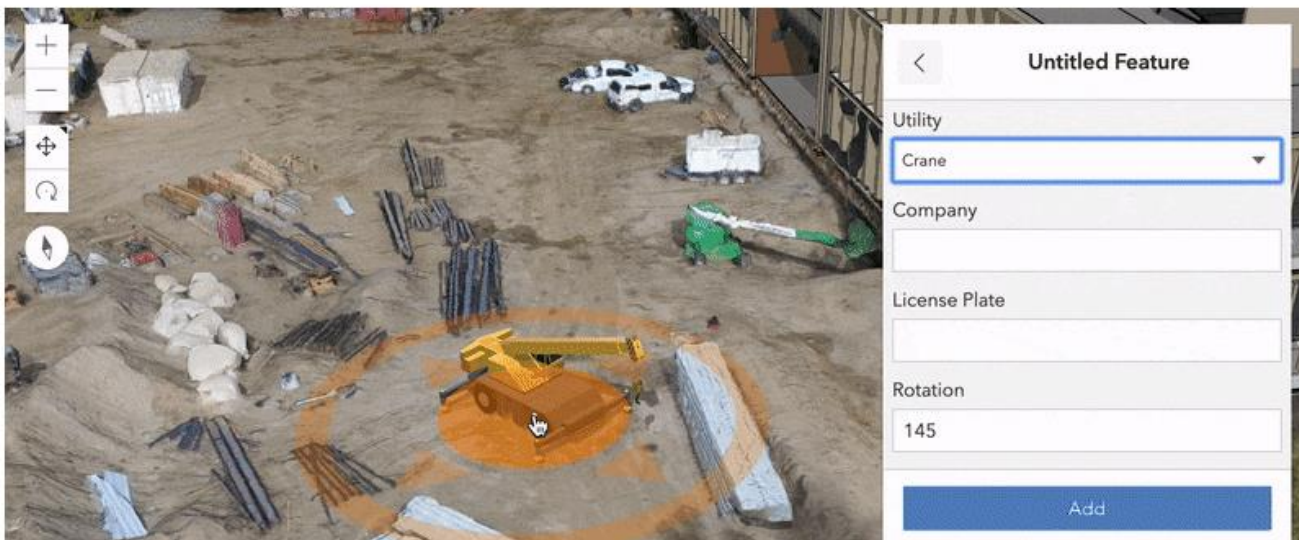 Untitled Feature
Utility
Crane
Company
License Plate
Rotation
145
Add